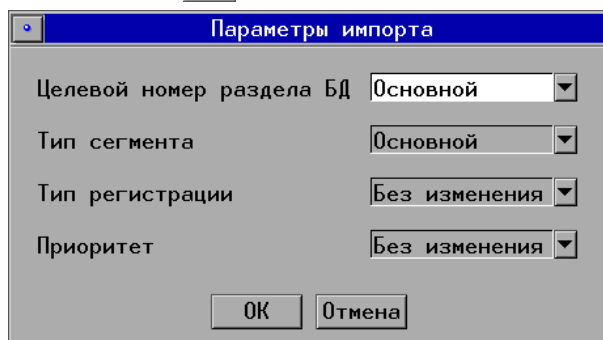 Параметры импорта
Целевой номер раздела БД Основной
Тип сегмента Основной
Тип регистрации Без изменения
Приоритет Без изменения
ОК Отмена